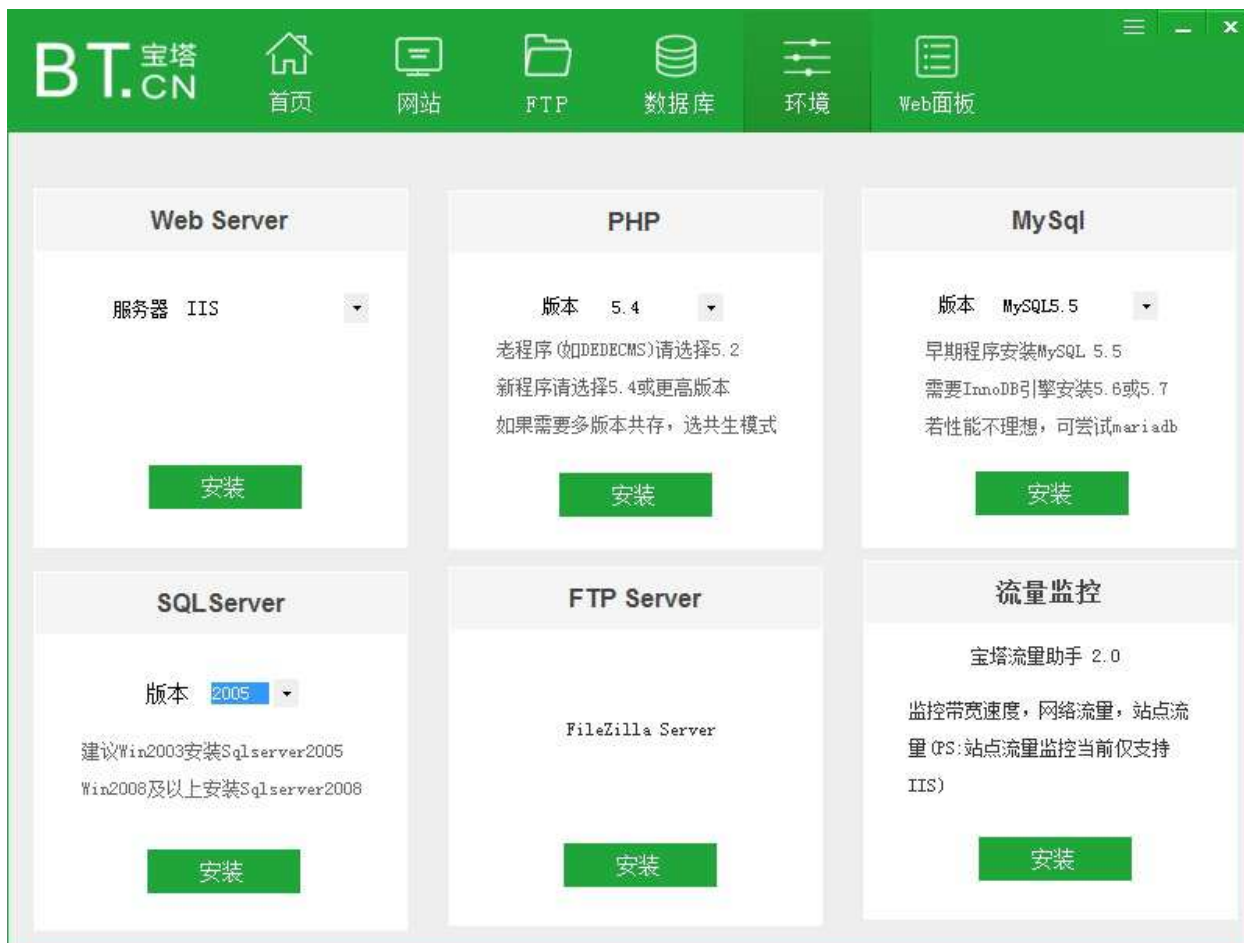 BT.宝塔
CN
首页
网站
FTP
数据库
环境
Web面板
Web Server
服务器 IIS
安装
PHP
版本 5.4
老程序(如DEDECMS)请选择5.2
新程序请选择5.4或更高版本
如果需要多版本共存，选共生模式
安装
MySql
版本 MySQL5.5
早期程序安装MySQL 5.5
需要InnoDB引擎安装5.6或5.7
若性能不理想，可尝试mariadb
安装
SQLServer
版本 2005
建议Win2003安装Sqlserver2005
Win2008及以上安装Sqlserver2008
安装
FTP Server
FileZilla Server
安装
流量监控
宝塔流量助手 2.0
监控带宽速度，网络流量，站点流
量(PS:站点流量监控当前仅支持
IIS)
安装